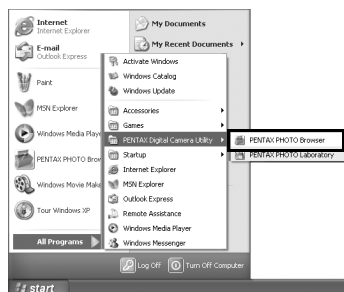 Internet
Internet Explorer
E-mail
Outlook Express
Paint
MSN Explorer
Windows Media Playe
PENTAX PHOTO Brow
Windows Movie Make
Tour Windows XP
All Programs
My Documents
My Recent Documents
Activate Windows
Windows Catalog
Windows Update
Accessories
Games
PENTAX Digital Camera Utility
Startup
Internet Explorer
MSN Explorer
Outlook Express
Remote Assistance
Windows Media Player
Windows Messenger
PENTAX PHOTO Browser
PENTAX PHOTO Laboratory
Log Off
Turn Off Computer
start